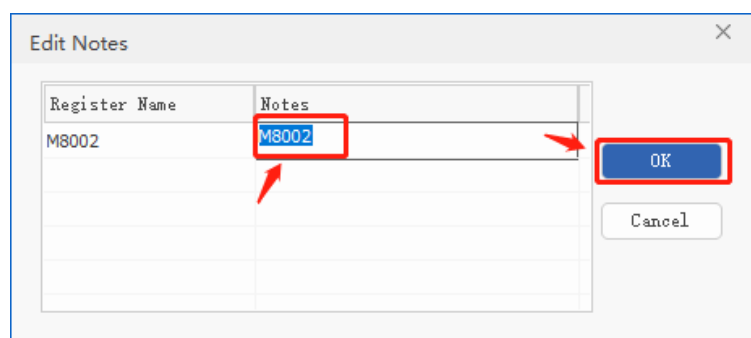 Edit Notes
Register Name Notes
M8002 M8002
OK
Cancel